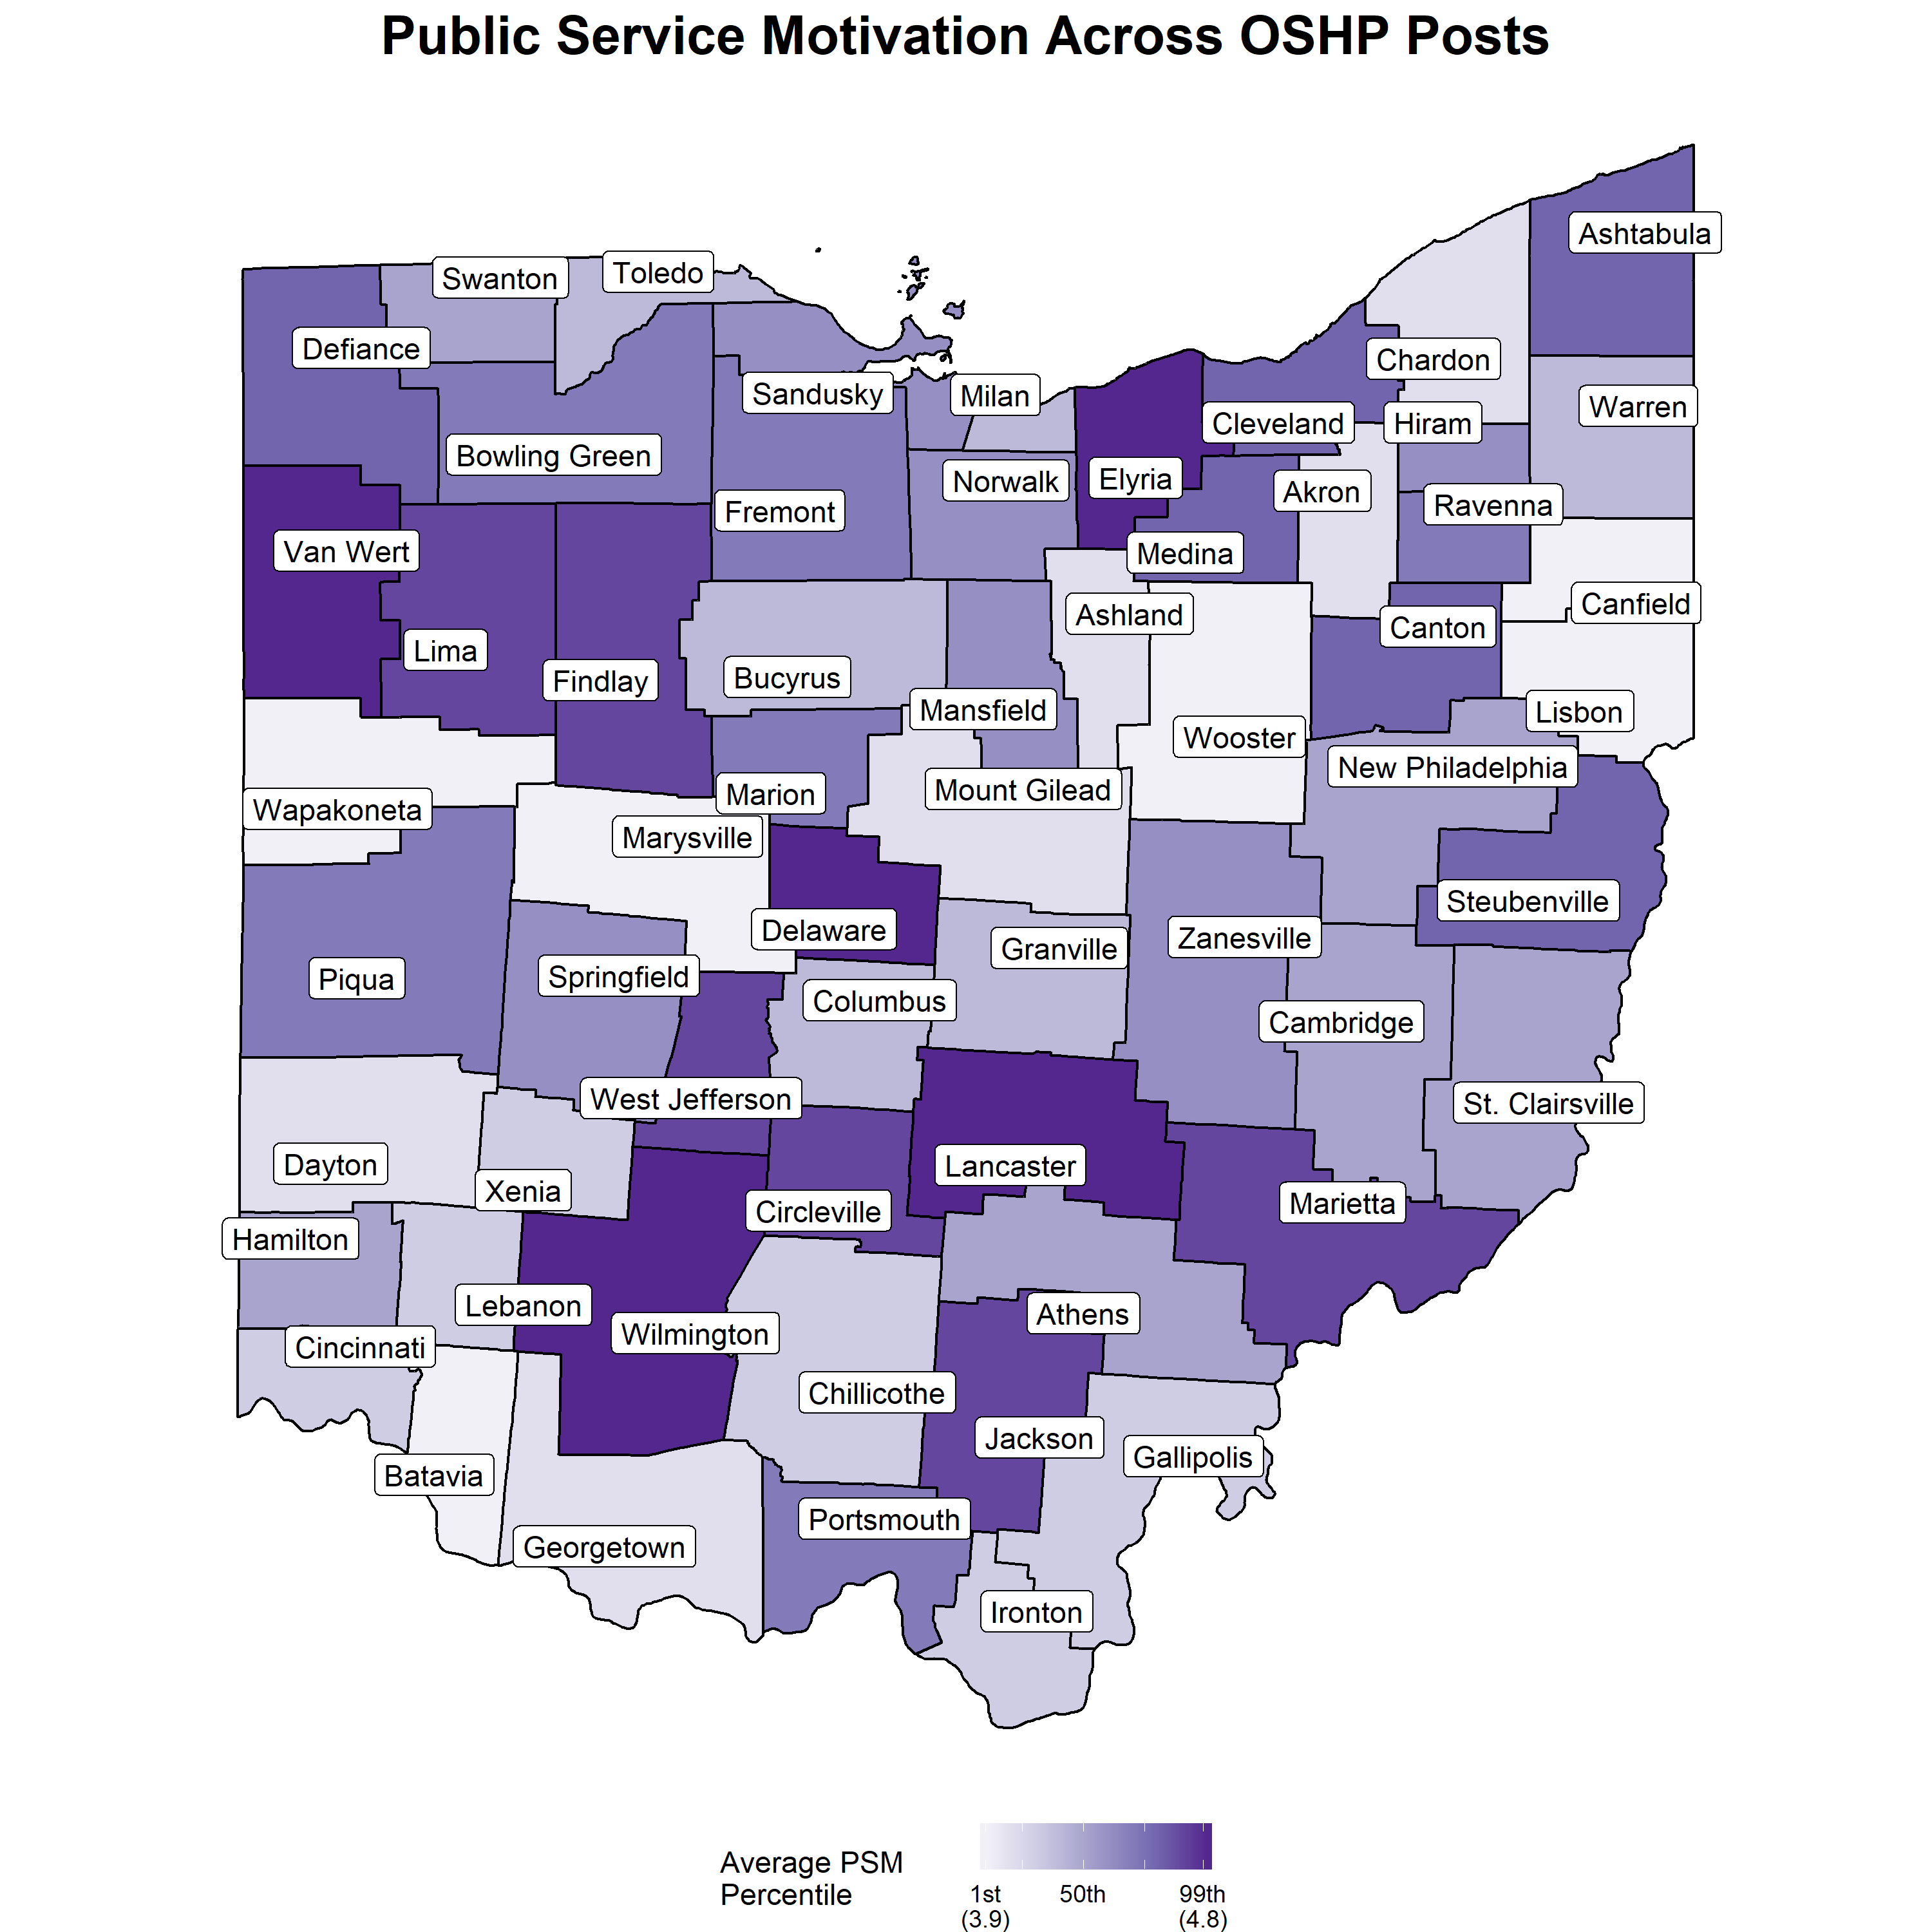 Public Service Motivation Across OSHP Posts
Ashtabula
Swanton
Toledo
Defiance
Chardon
Sandusky
Milan
Warren
Cleveland
Hiram
Bowling Green
Norwalk
Elyria
Akron
Fremont
Ravenna
Van Wert
Medina
Ashland
Canfield
Canton
Lima
Findlay
Bucyrus
Mansfield
Lisbon
Wooster
New Philadelphia
Wapakoneta
Marion
Mount Gilead
Marysville
Steubenville
Delaware
Granville
Zanesville
Piqua
Springfield
Columbus
Cambridge
West Jefferson
St. Clairsville
Dayton
Lancaster
Xenia
Marietta
Circleville
Hamilton
Lebanon
Athens
Wilmington
Cincinnati
Chillicothe
Jackson
Gallipolis
Batavia
Portsmouth
Georgetown
Ironton
Average PSM
Percentile
1st
(3.9)
50th
99th
(4.8)